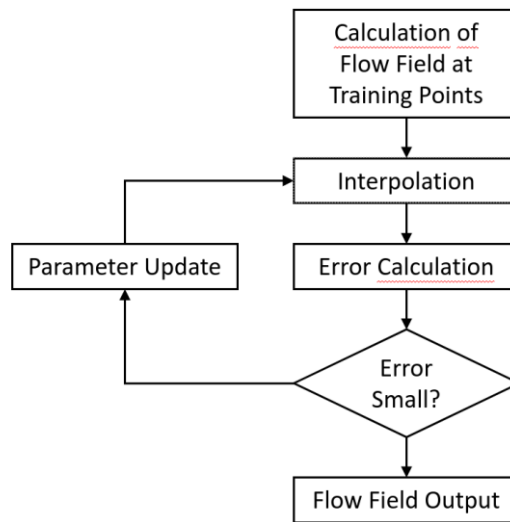 Calculation of
Flow Field at
Training Points
Interpolation
Parameter Update
Error Calculation
Error
Small?
Flow Field Output